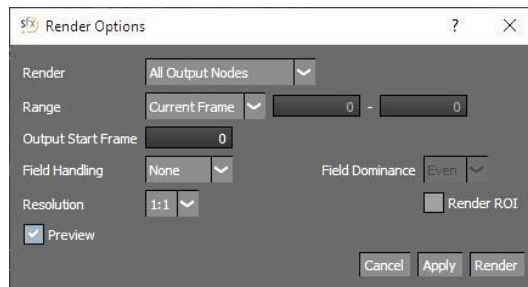 sfx Render Options ?
Render All Output Nodes
Range Current Frame 0 - 0
Output Start Frame 0
Field Handling None Field Dominance Even
Resolution 1:1 Render ROI
Preview
Cancel Apply Render